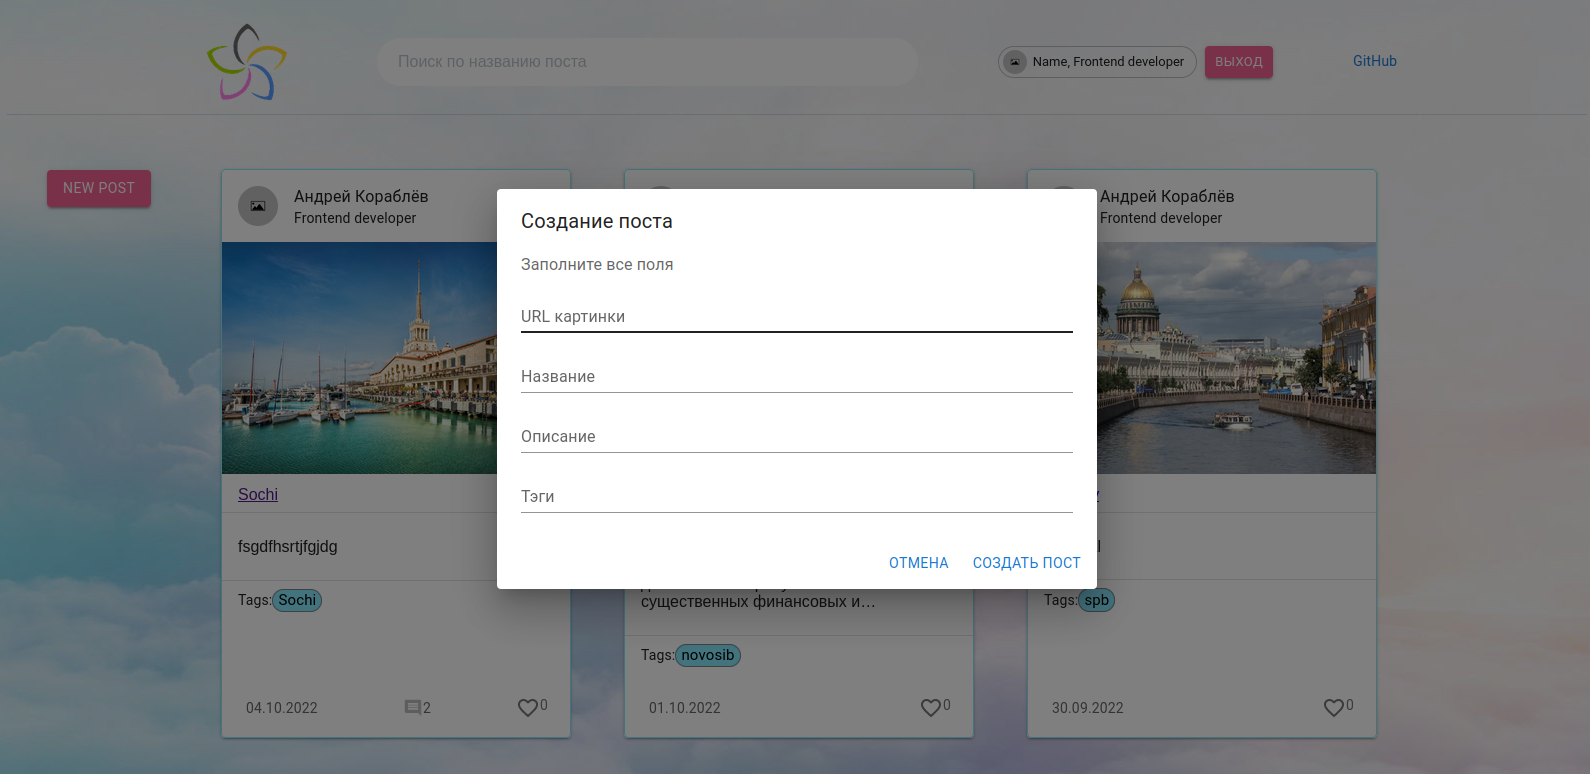 Поиск по названию поста
Name, Frontend developer
ВЫХОД
GitHub
NEW POST
Андрей Кораблёв
Frontend developer
Sochi
fsgdfhsrtjfgjdg
Tags: Sochi
04.10.2022
2
0
Создание поста
Заполните все поля
URL картинки
Название
Описание
Тэги
ОТМЕНА
СОЗДАТЬ ПОСТ
существенных финансовых и…
Tags: novosib
01.10.2022
0
Андрей Кораблёв
Frontend developer
Tags: spb
30.09.2022
0